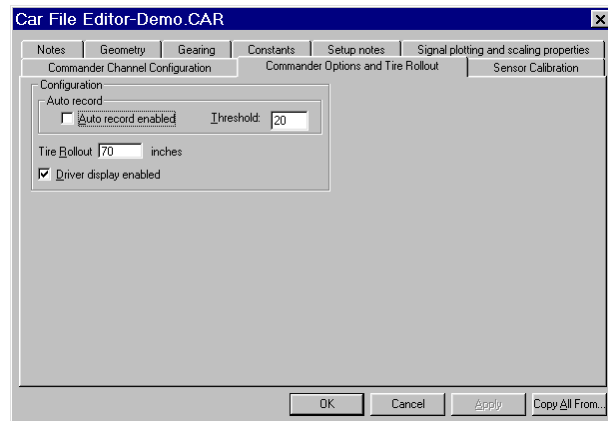 Car File Editor-Demo.CAR
Notes Geometry Gearing Constants Setup notes Signal plotting and scaling properties
Commander Channel Configuration Commander Options and Tire Rollout Sensor Calibration
Configuration
Auto record
Auto record enabled Threshold: 20
Tire Rollout 70 inches
Driver display enabled
OK Cancel Apply Copy All From...